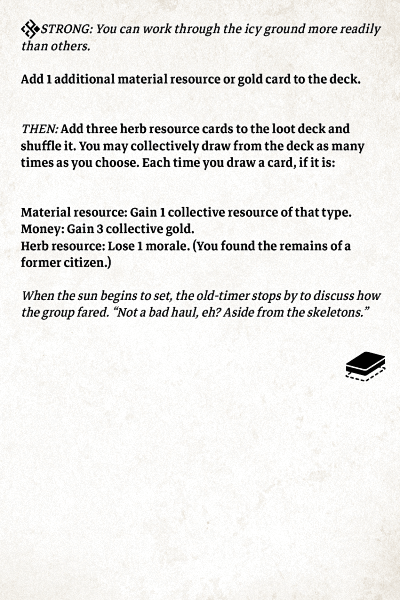 STRONG: You can work through the icy ground more readily
than others.
Add 1 additional material resource or gold card to the deck.
THEN: Add three herb resource cards to the loot deck and
shuffle it. You may collectively draw from the deck as many
times as you choose. Each time you draw a card, if it is:
Material resource: Gain 1 collective resource of that type.
Money: Gain 3 collective gold.
Herb resource: Lose 1 morale. (You found the remains of a
former citizen.)
When the sun begins to set, the old-timer stops by to discuss how
the group fared. “Not a bad haul, eh? Aside from the skeletons.”